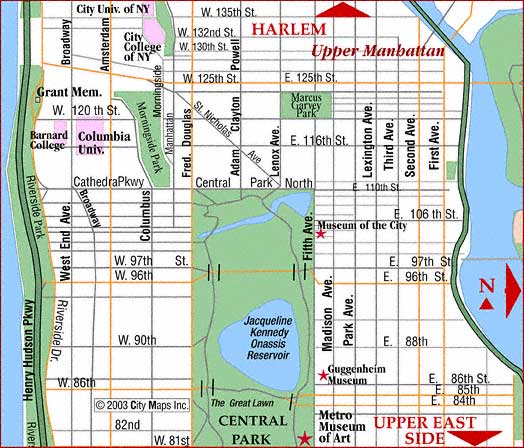 City Univ. of NY
W. 135th St.
HARLEM
Broadway
Amsterdam
City
College
of NY
W. 132nd St.
W. 130th St.
Powell
Upper Manhattan
W. 125th St.
E. 125th St.
Grant Mem.
Morningside
W. 120 th St.
Marcus
Garvey
Park
Barnard
College
Columbia
Univ.
Morningside Park
Manhattan
Fred. Douglas
St. Nicholas Ave
Adam Clayton
Lenox Ave.
E. 116th St.
Lexington Ave.
Third Ave.
Second Ave.
First Ave.
CathedraPkwy
Central Park North
E. 110th St.
Riverside Park
Broadway
Columbus
West End Ave.
Fifth Ave.
E. 106 th St.
Museum of the City
W. 97th St.
W. 96th
E. 97th St.
E. 96th St.
N
Henry Hudson Pkwy
Riverside Dr.
Jacqueline
Kennedy
Onassis
Reservoir
Madison Ave.
Park Ave.
W. 90th
E. 88th
Guggenheim
Museum
W. 86th
E. 86th St.
E. 85th
E. 84th
© 2003 City Maps Inc.
The Great Lawn
CENTRAL
PARK
Metro
Museum
of Art
UPPER EAST
SIDE
82nd
W. 81st